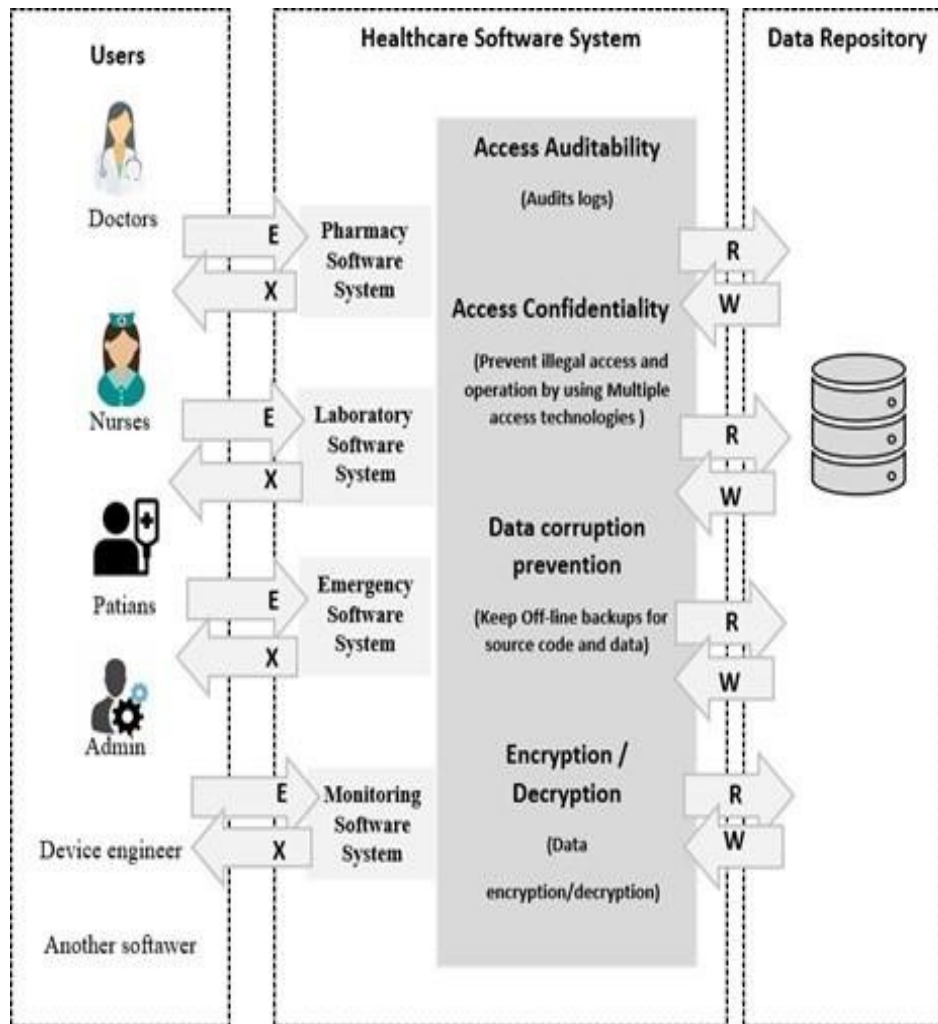 Users
Healthcare Software System
Data Repository
Doctors
Nurses
Patians
Admin
Device engineer
Another softawer
E
X
Pharmacy
Software
System
E
X
Laboratory
Software
System
E
X
Emergency
Software
System
E
X
Monitoring
Software
System
Access Auditability
(Audits logs)
Access Confidentiality
(Prevent illegal access and
operation by using Multiple
access technologies )
Data corruption
prevention
(Keep Off-line backups for
source code and data)
Encryption /
Decryption
(Data
encryption/decryption)
R
W
R
W
R
W
R
W